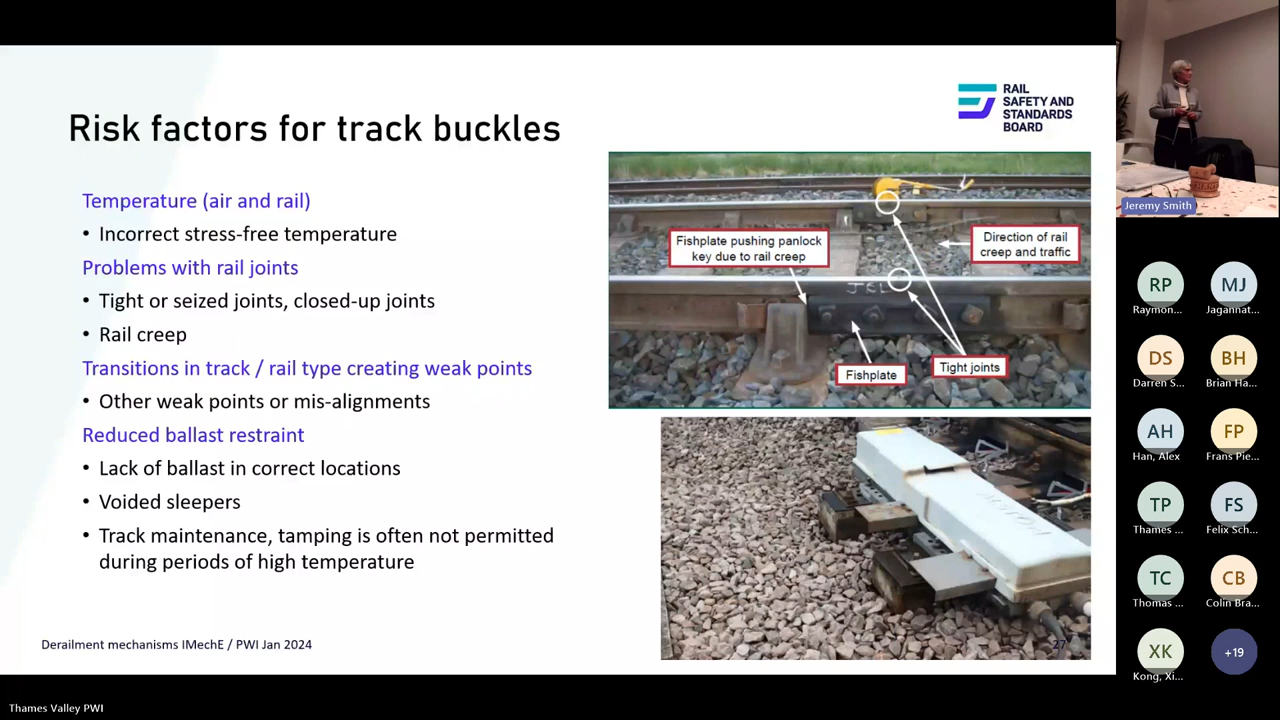 Risk factors for track buckles
RAIL
SAFETY AND
STANDARDS
BOARD
Temperature (air and rail)
• Incorrect stress-free temperature
Problems with rail joints
• Tight or seized joints, closed-up joints
• Rail creep
Transitions in track / rail type creating weak points
• Other weak points or mis-alignments
Reduced ballast restraint
• Lack of ballast in correct locations
• Voided sleepers
• Track maintenance, tamping is often not permitted
during periods of high temperature
Fishplate pushing panlock
key due to rail creep
Direction of rail
creep and traffic
Fishplate
Tight joints
Derailment mechanisms IMechE / PWI Jan 2024
27
Jeremy Smith
RP
Raymon...
MJ
Jagannat...
DS
Darren S...
BH
Brian Ha...
AH
Han, Alex
FP
Frans Pie...
TP
Thames ...
FS
Felix Sch...
TC
Thomas ...
CB
Colin Bra...
XK
Kong, Xi...
+19
Thames Valley PWI